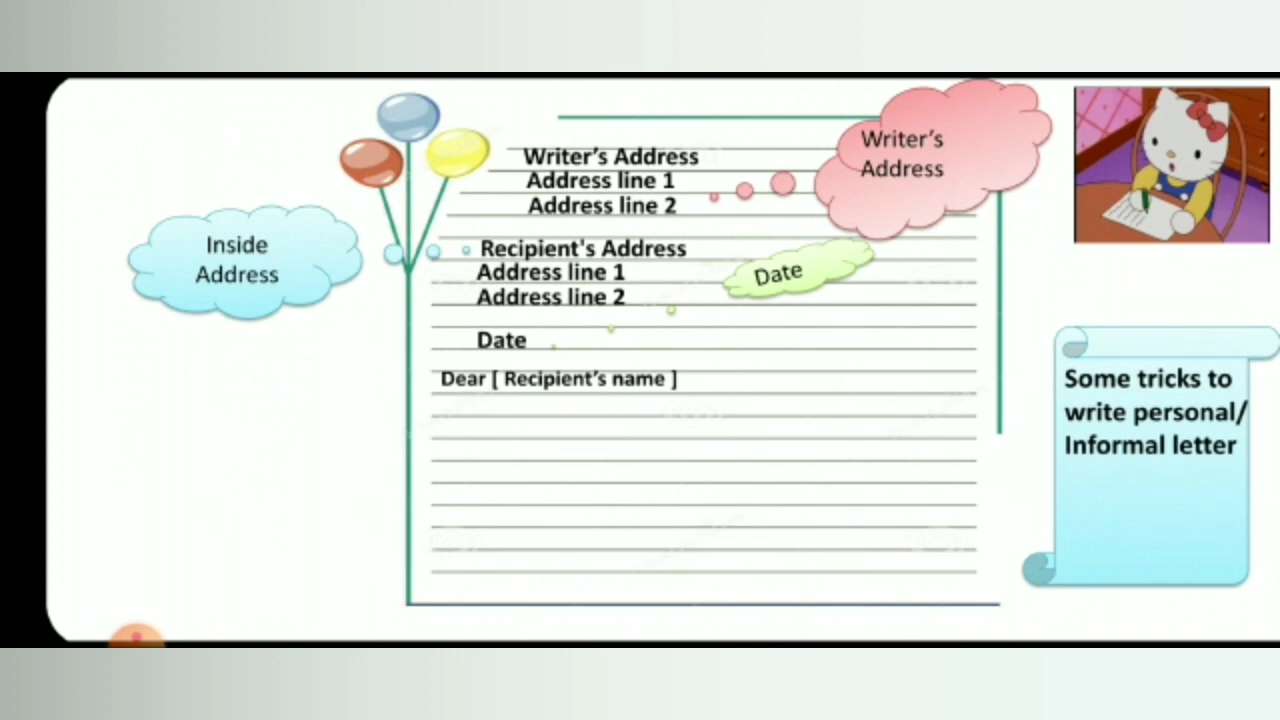 Writer's
Address
Writer's Address
Address line 1
Address line 2
Inside
Address
Recipient's Address
Address line 1
Address line 2
Date
Date
Dear [ Recipient's name ]
Some tricks to
write personal/
Informal letter